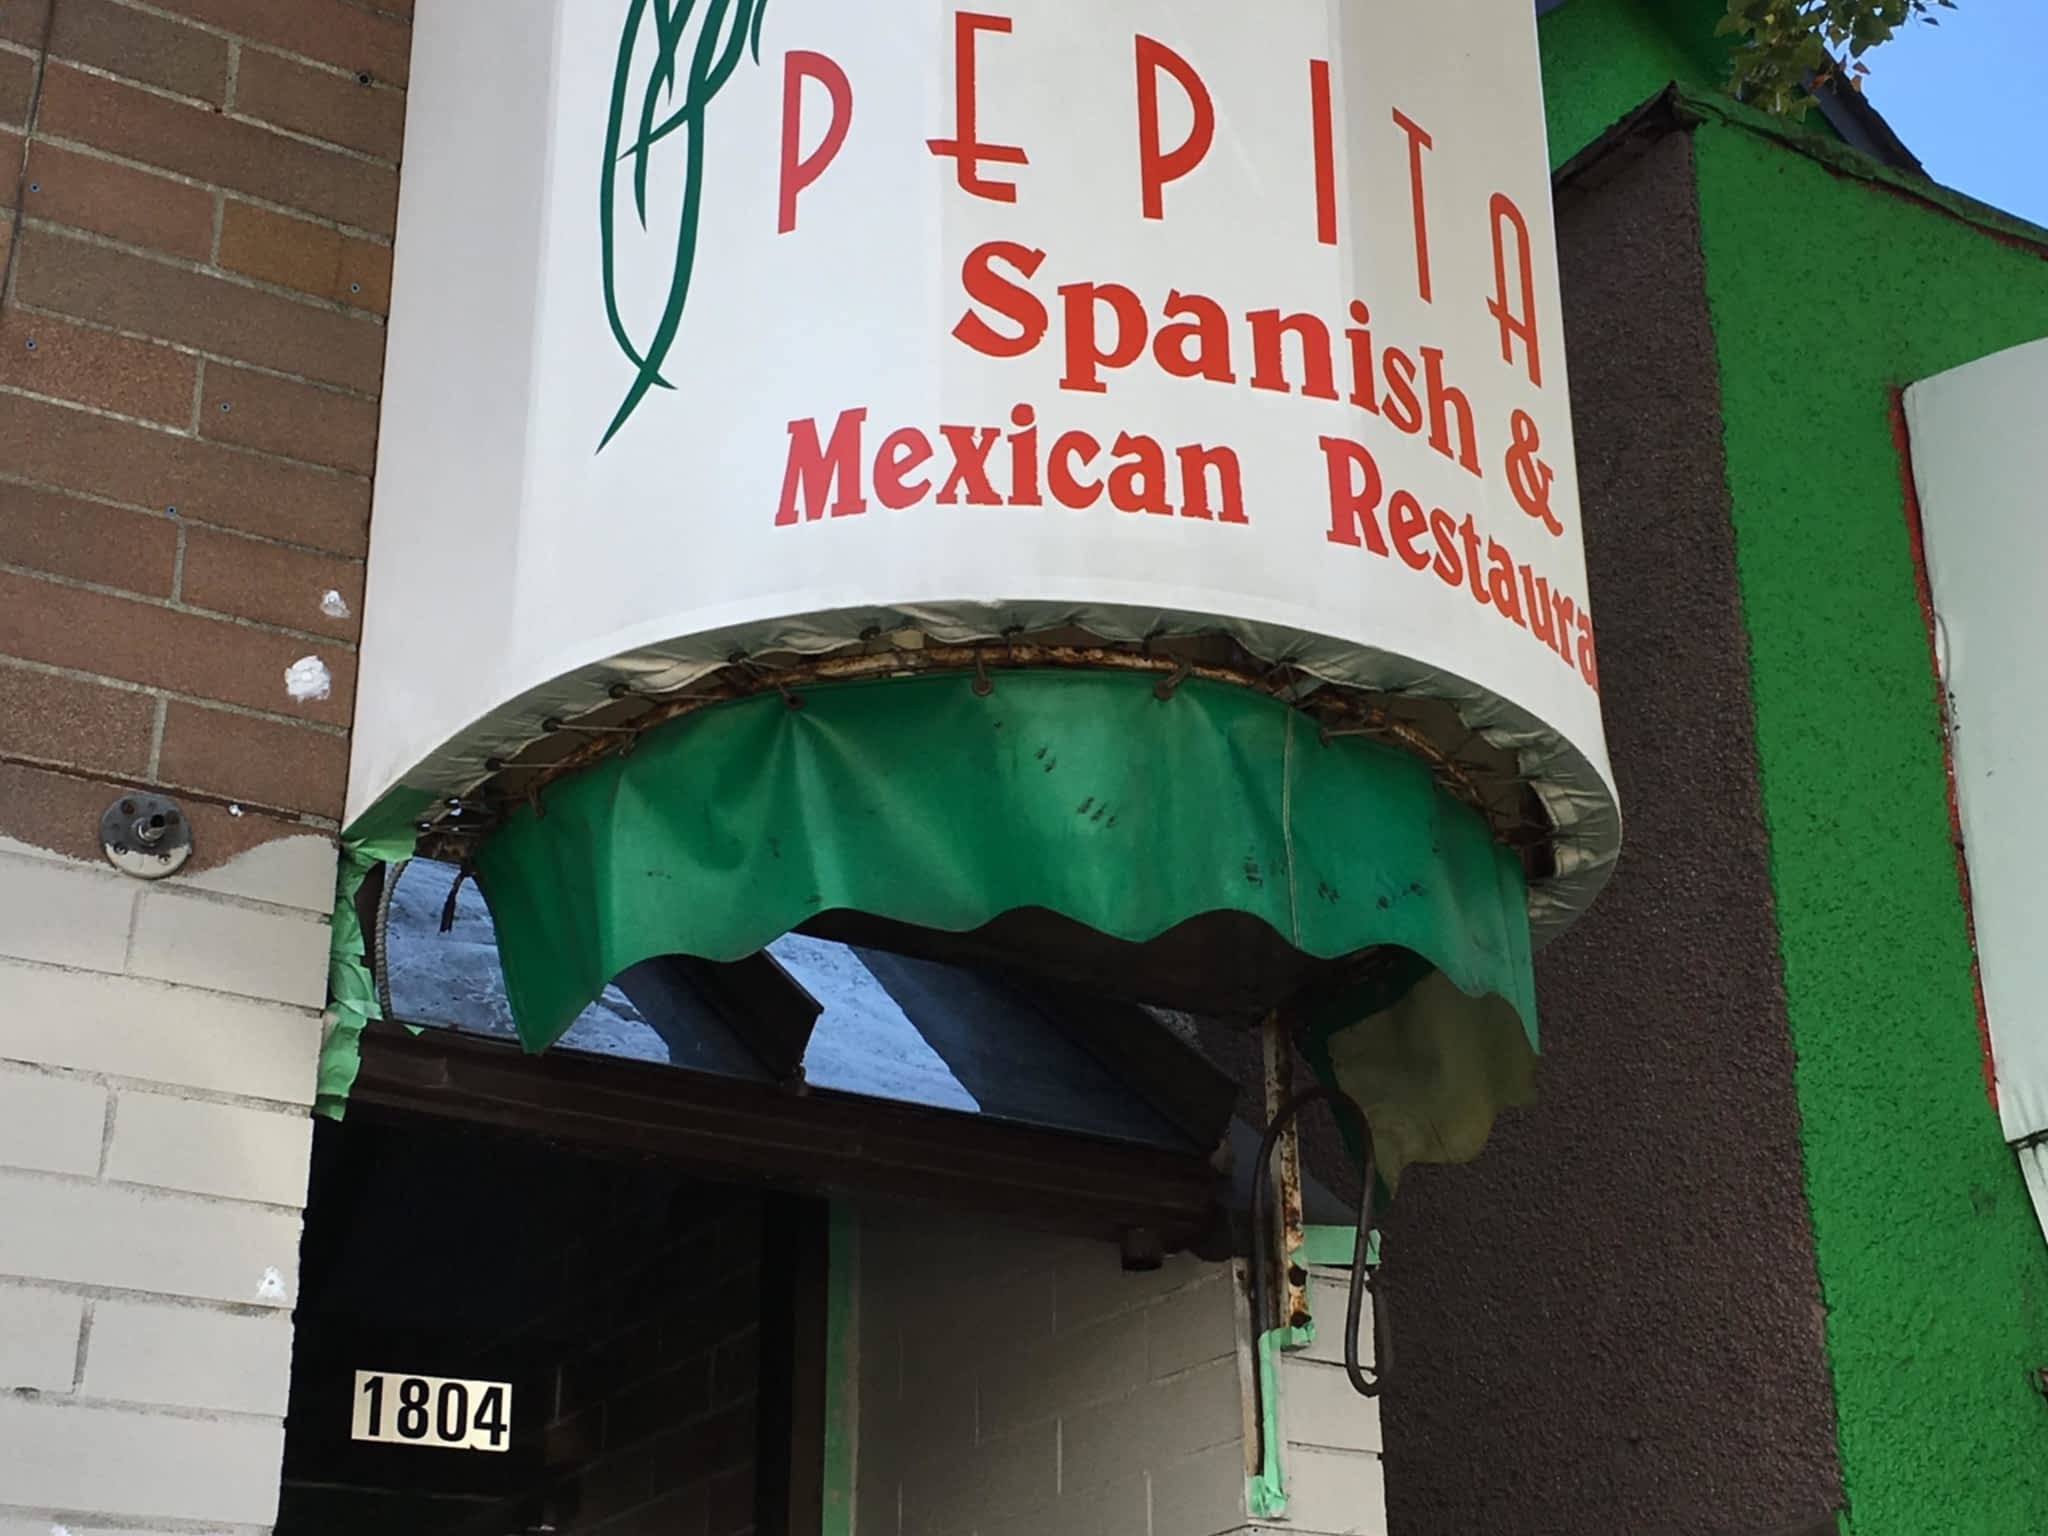 PEPITA
Spanish &
Mexican Restaura
1804